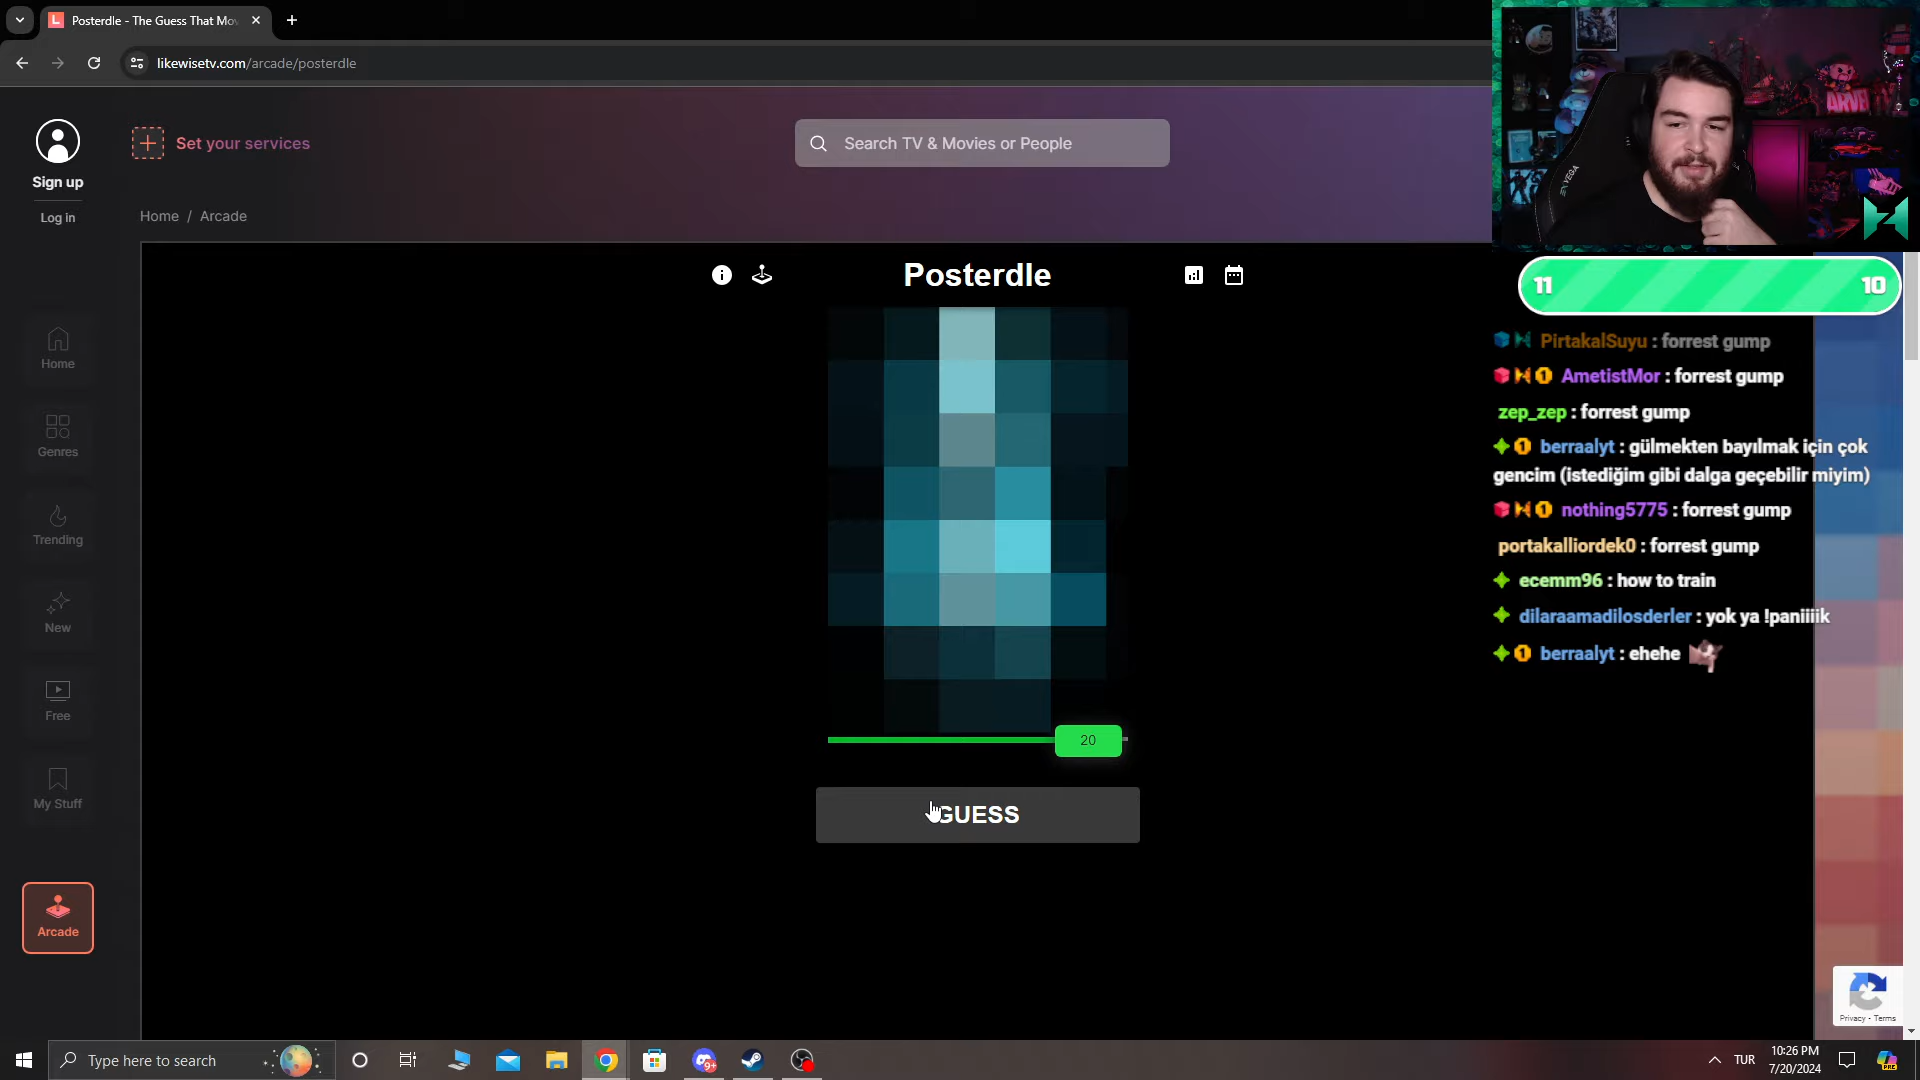 Posterdle - The Guess That Mo
likewisetv.com/arcade/posterdle
Sign up
Log in
Set your services
Search TV & Movies or People
Home / Arcade
Home
Genres
Trending
New
Free
My Stuff
Arcade
Posterdle
20
GUESS
11 10
PirtakalSuyu : forrest gump
AmetistMor : forrest gump
zep_zep : forrest gump
berraalyt : gülmekten bayılmak için çok
gencim (istediğim gibi dalga geçebilir miyim)
nothing5775 : forrest gump
portakalliordek0 : forrest gump
ecemm96 : how to train
dilaraamadilosderler : yok ya !paniiiik
berraalyt : ehehe
Privacy - Terms
Type here to search
9+
TUR
10:26 PM
7/20/2024
PRE